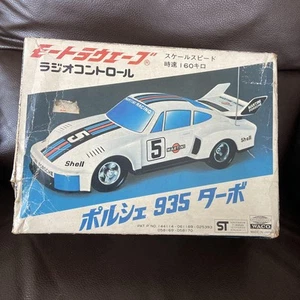 モートラウェーブ
ラジオコントロール
スケールスピード
時速160キロ
5
Shell
Shell
ポルシェ 935 ターボ
ST
WACO